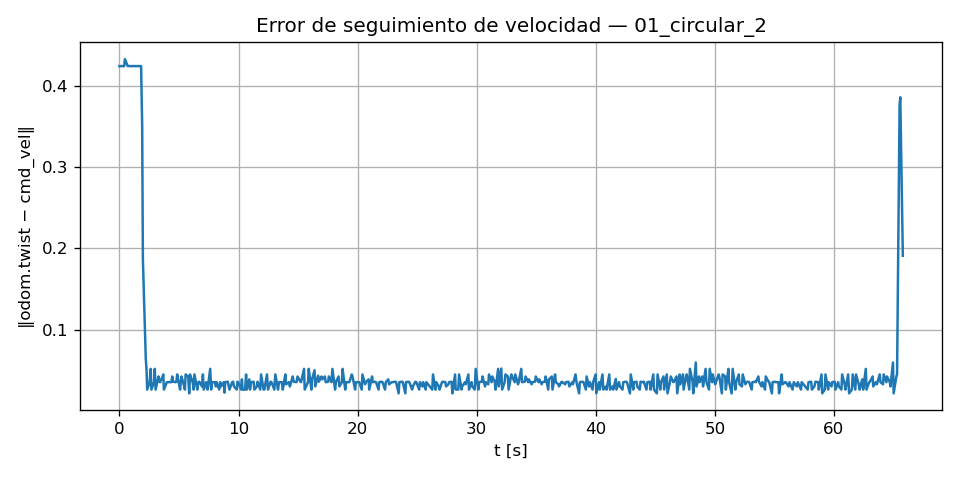 Error de seguimiento de velocidad — 01_circular_2
‖odom.twist − cmd_vel‖
0.4
0.3
0.2
0.1
0 10 20 30 40 50 60
t [s]